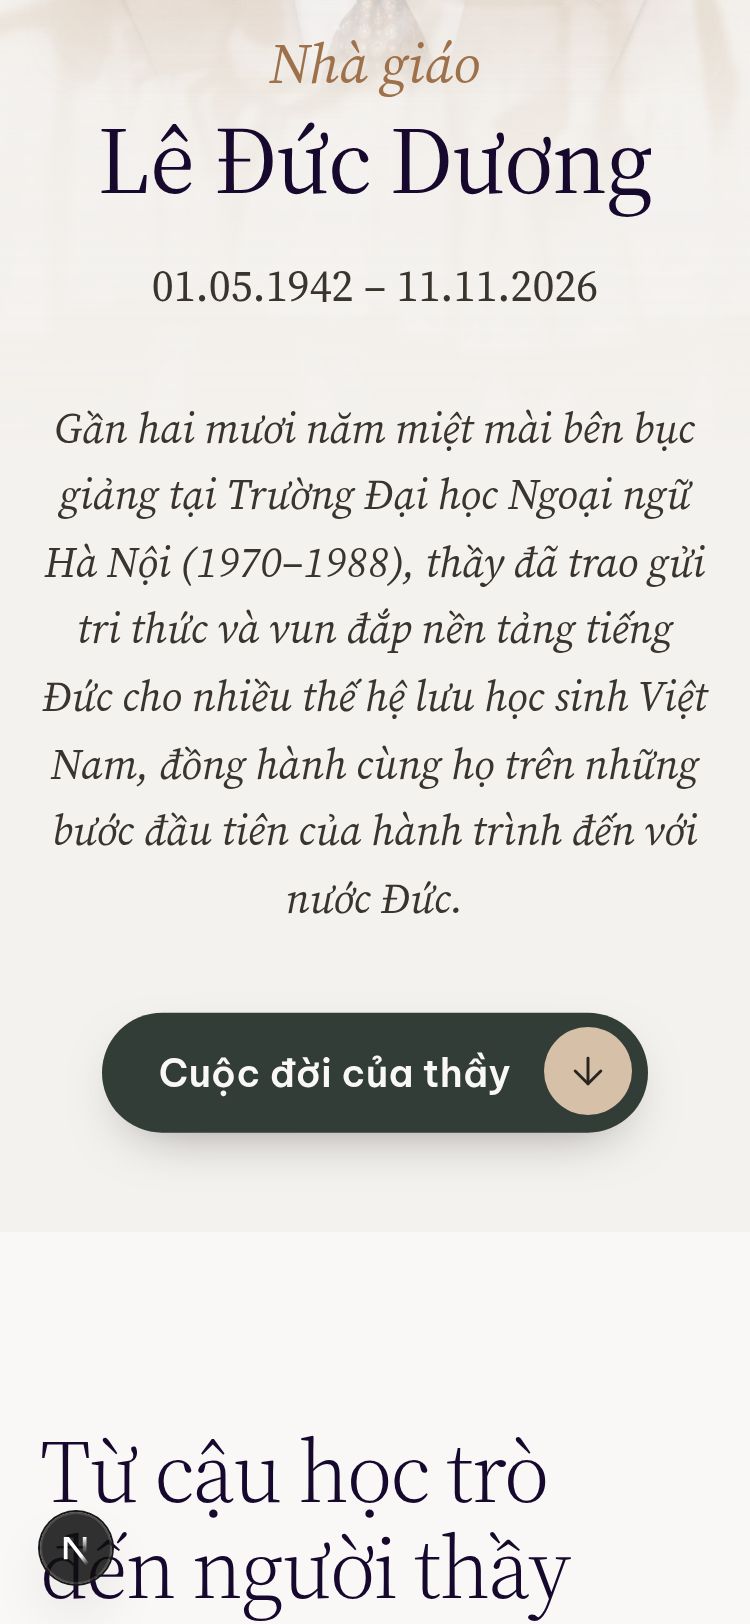 Nhà giáo
Lê Đức Dương
01.05.1942 – 11.11.2026
Gần hai mươi năm miệt mài bên bục
giảng tại Trường Đại học Ngoại ngữ
Hà Nội (1970–1988), thầy đã trao gửi
tri thức và vun đắp nền tảng tiếng
Đức cho nhiều thế hệ lưu học sinh Việt
Nam, đồng hành cùng họ trên những
bước đầu tiên của hành trình đến với
nước Đức.
Cuộc đời của thầy
Từ cậu học trò
đến người thầy
N